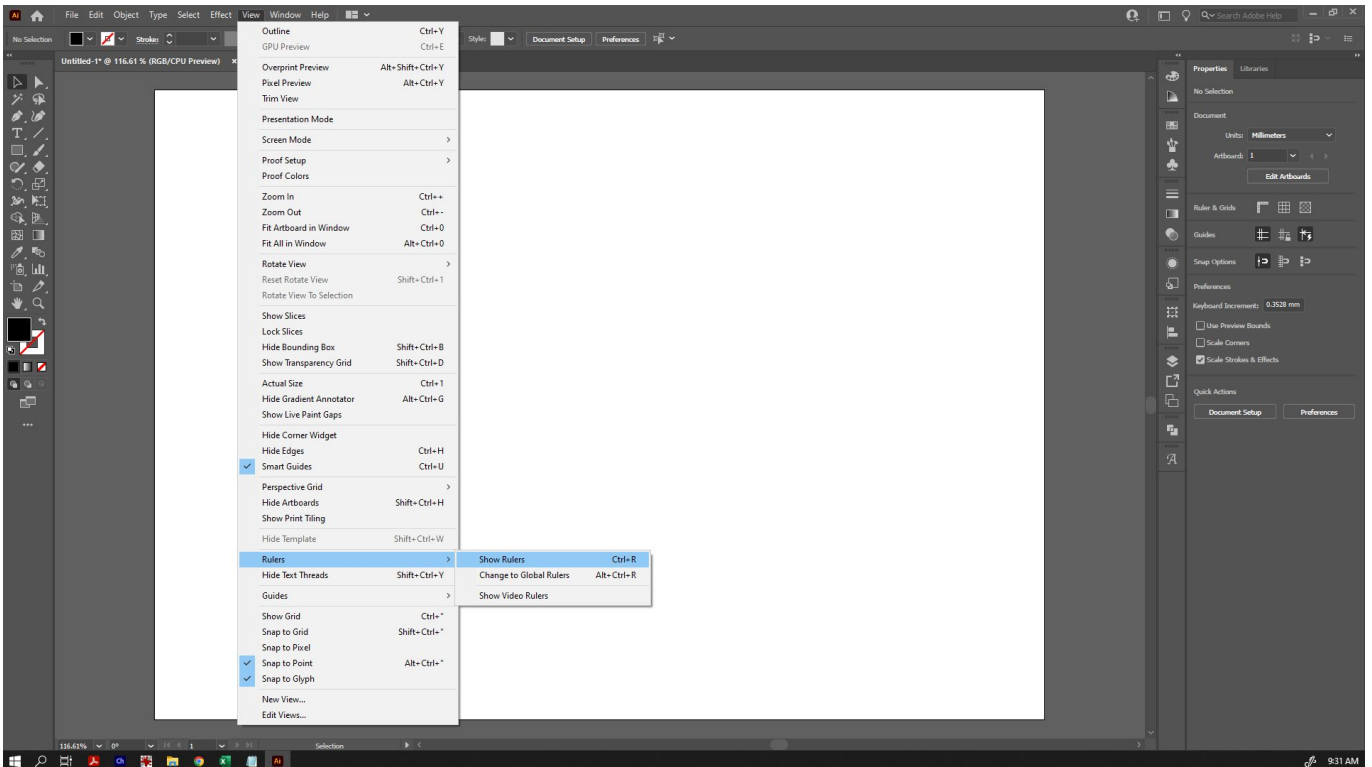 Ai File Edit Object Type Select Effect View Window Help Search Adobe Help
No Selection Stroke: Style: Document Setup Preferences
Untitled-1* @ 116.61 % (RGB/CPU Preview) ×
Outline Ctrl+Y
GPU Preview Ctrl+E
Overprint Preview Alt+Shift+Ctrl+Y
Pixel Preview Alt+Ctrl+Y
Trim View
Presentation Mode
Screen Mode >
Proof Setup >
Proof Colors
Zoom In Ctrl++
Zoom Out Ctrl+-
Fit Artboard in Window Ctrl+0
Fit All in Window Alt+Ctrl+0
Rotate View >
Reset Rotate View Shift+Ctrl+1
Rotate View To Selection
Show Slices
Lock Slices
Hide Bounding Box Shift+Ctrl+B
Show Transparency Grid Shift+Ctrl+D
Actual Size Ctrl+1
Hide Gradient Annotator Alt+Ctrl+G
Show Live Paint Gaps
Hide Corner Widget
Hide Edges Ctrl+H
Smart Guides Ctrl+U
Perspective Grid >
Hide Artboards Shift+Ctrl+H
Show Print Tiling
Hide Template Shift+Ctrl+W
Rulers >
Hide Text Threads Shift+Ctrl+Y
Guides >
Show Grid Ctrl+"
Snap to Grid Shift+Ctrl+"
Snap to Pixel
Snap to Point Alt+Ctrl+"
Snap to Glyph
New View...
Edit Views...
Show Rulers Ctrl+R
Change to Global Rulers Alt+Ctrl+R
Show Video Rulers
Properties Libraries
No Selection
Document
Units: Millimeters
Artboard: 1
Edit Artboards
Ruler & Grids
Guides
Snap Options
Preferences
Keyboard Increment: 0.3528 mm
Use Preview Bounds
Scale Corners
Scale Strokes & Effects
Quick Actions
Document Setup Preferences
116.61% 0° 1 Selection
Ch Ai 9:31 AM